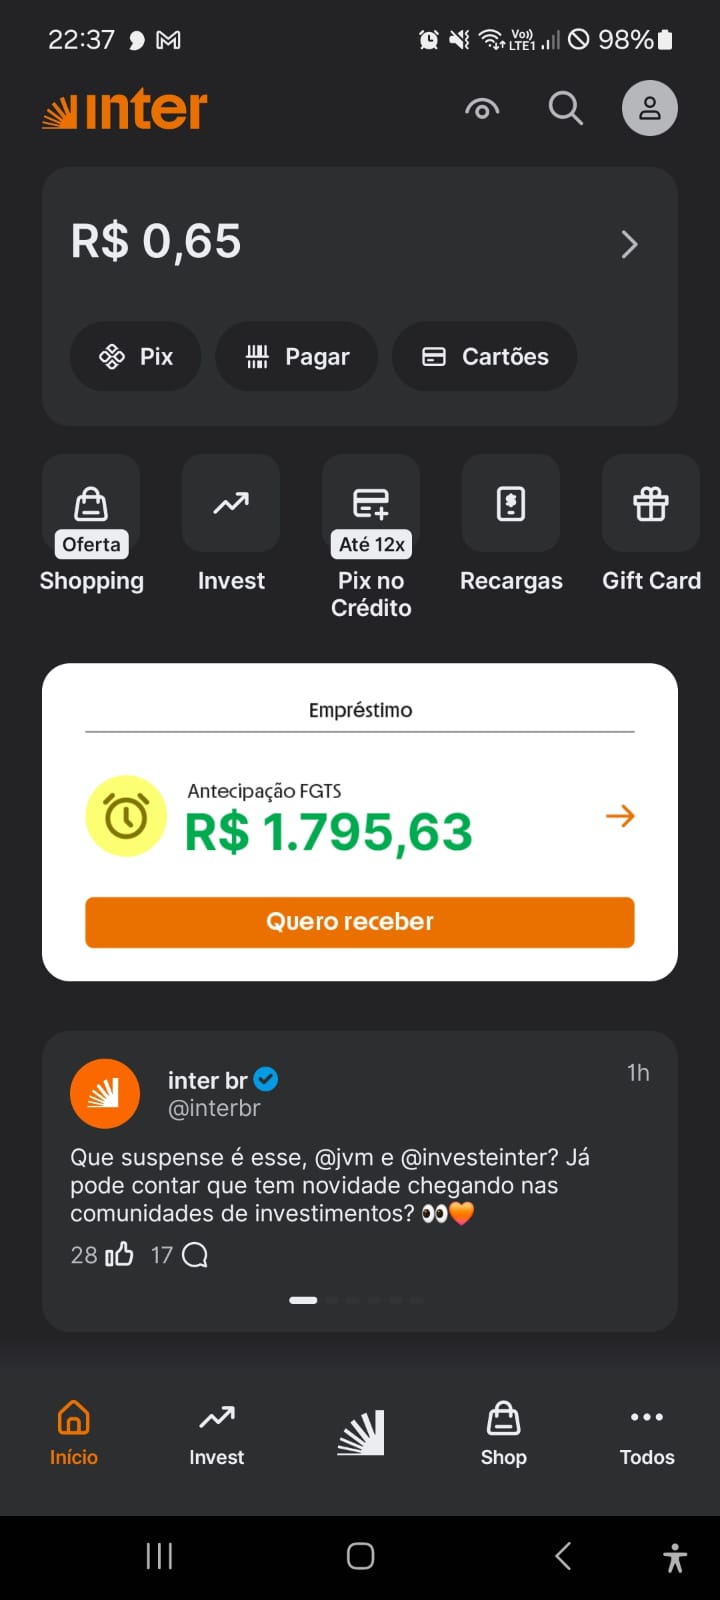 22:37
Vo))
LTE1
98%
inter
R$ 0,65
Pix
Pagar
Cartões
Oferta
Shopping
Invest
Até 12x
Pix no
Crédito
Recargas
Gift Card
Empréstimo
Antecipação FGTS
R$ 1.795,63
Quero receber
inter br
1h
@interbr
Que suspense é esse, @jvm e @investeinter? Já
pode contar que tem novidade chegando nas
comunidades de investimentos? 👀🧡
28 17
Início
Invest
Shop
Todos